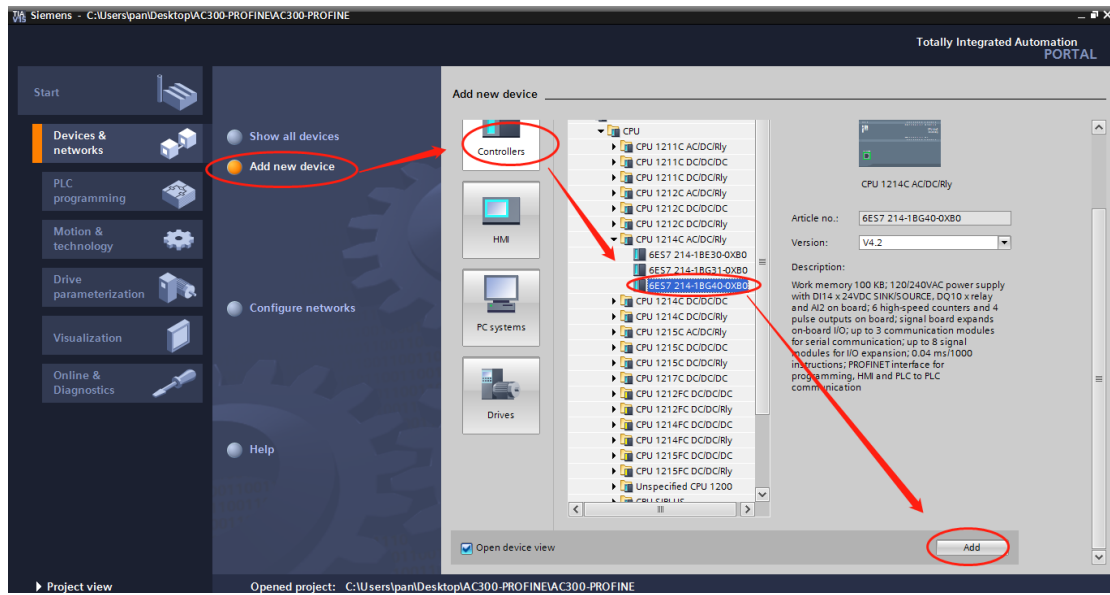 Siemens - C:\Users\pan\Desktop\AC300-PROFINE\AC300-PROFINE
Totally Integrated Automation
PORTAL
Start
Devices &
networks
PLC
programming
Motion &
technology
Drive
parameterization
Visualization
Online &
Diagnostics
Project view
Show all devices
Add new device
Configure networks
Help
Add new device
Controllers
HMI
PC systems
Drives
CPU
CPU 1211C AC/DC/Rly
CPU 1211C DC/DC/DC
CPU 1211C DC/DC/Rly
CPU 1212C AC/DC/Rly
CPU 1212C DC/DC/DC
CPU 1212C DC/DC/Rly
CPU 1214C AC/DC/Rly
6ES7 214-1BE30-0XB0
6ES7 214-1BG31-0XB0
6ES7 214-1BG40-0XB0
CPU 1214C DC/DC/DC
CPU 1214C DC/DC/Rly
CPU 1215C AC/DC/Rly
CPU 1215C DC/DC/DC
CPU 1215C DC/DC/Rly
CPU 1217C DC/DC/DC
CPU 1212FC DC/DC/DC
CPU 1212FC DC/DC/Rly
CPU 1214FC DC/DC/DC
CPU 1214FC DC/DC/Rly
CPU 1215FC DC/DC/DC
CPU 1215FC DC/DC/Rly
Unspecified CPU 1200
CPU SIPLUS
CPU 1214C AC/DC/Rly
Article no.: 6ES7 214-1BG40-0XB0
Version: V4.2
Description:
Work memory 100 KB; 120/240VAC power supply
with DI14 x 24VDC SINK/SOURCE, DQ10 x relay
and AI2 on board; 6 high-speed counters and 4
pulse outputs on board; signal board expands
on-board I/O; up to 3 communication modules
for serial communication; up to 8 signal
modules for I/O expansion; 0.04 ms/1000
instructions; PROFINET interface for
programming, HMI and PLC to PLC
communication
Open device view
Add
Opened project: C:\Users\pan\Desktop\AC300-PROFINE\AC300-PROFINE